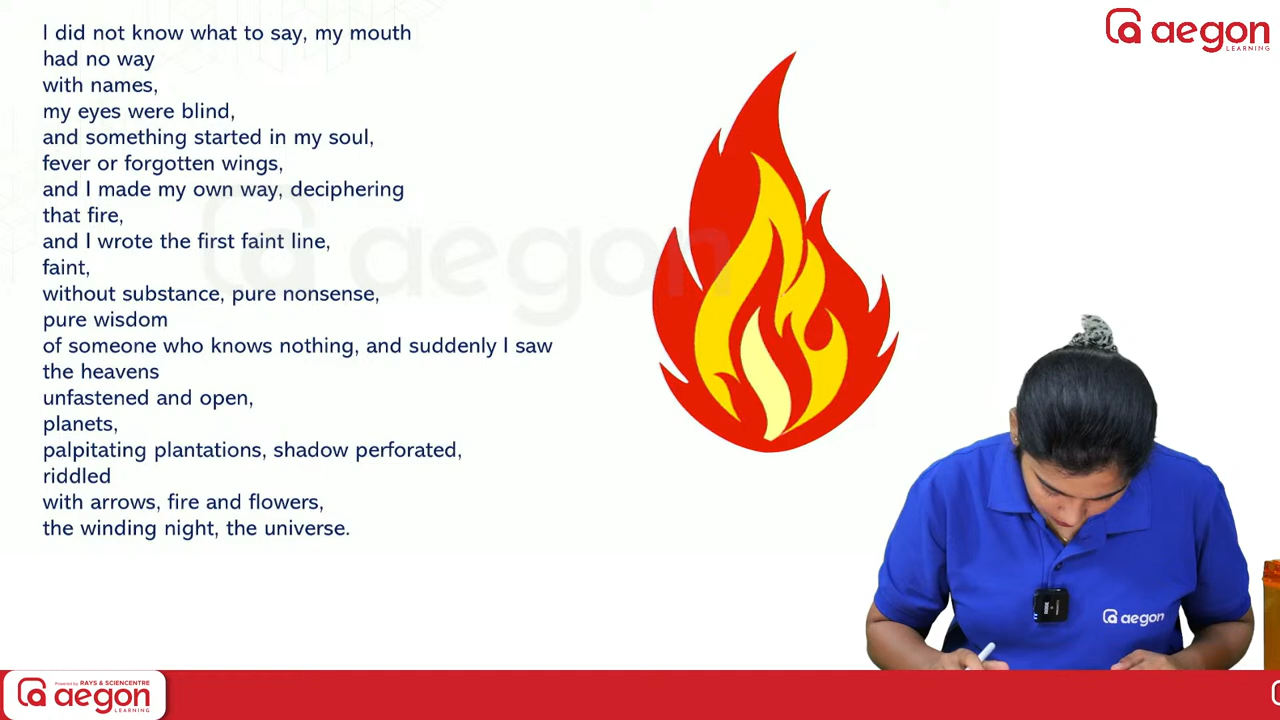 I did not know what to say, my mouth
had no way
with names,
my eyes were blind,
and something started in my soul,
fever or forgotten wings,
and I made my own way, deciphering
that fire,
and I wrote the first faint line,
faint,
without substance, pure nonsense,
pure wisdom
of someone who knows nothing, and suddenly I saw
the heavens
unfastened and open,
planets,
palpitating plantations, shadow perforated,
riddled
with arrows, fire and flowers,
the winding night, the universe.
aegon
LEARNING
aegon
aegon
Powered by RAYS & SCIENCENTRE
aegon
LEARNING